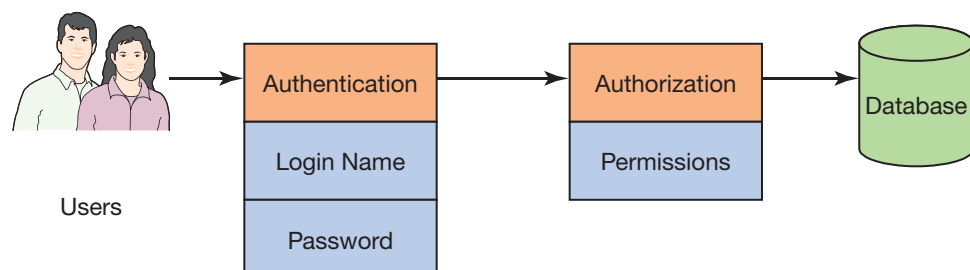 Users
Authentication
Login Name
Password
Authorization
Permissions
Database